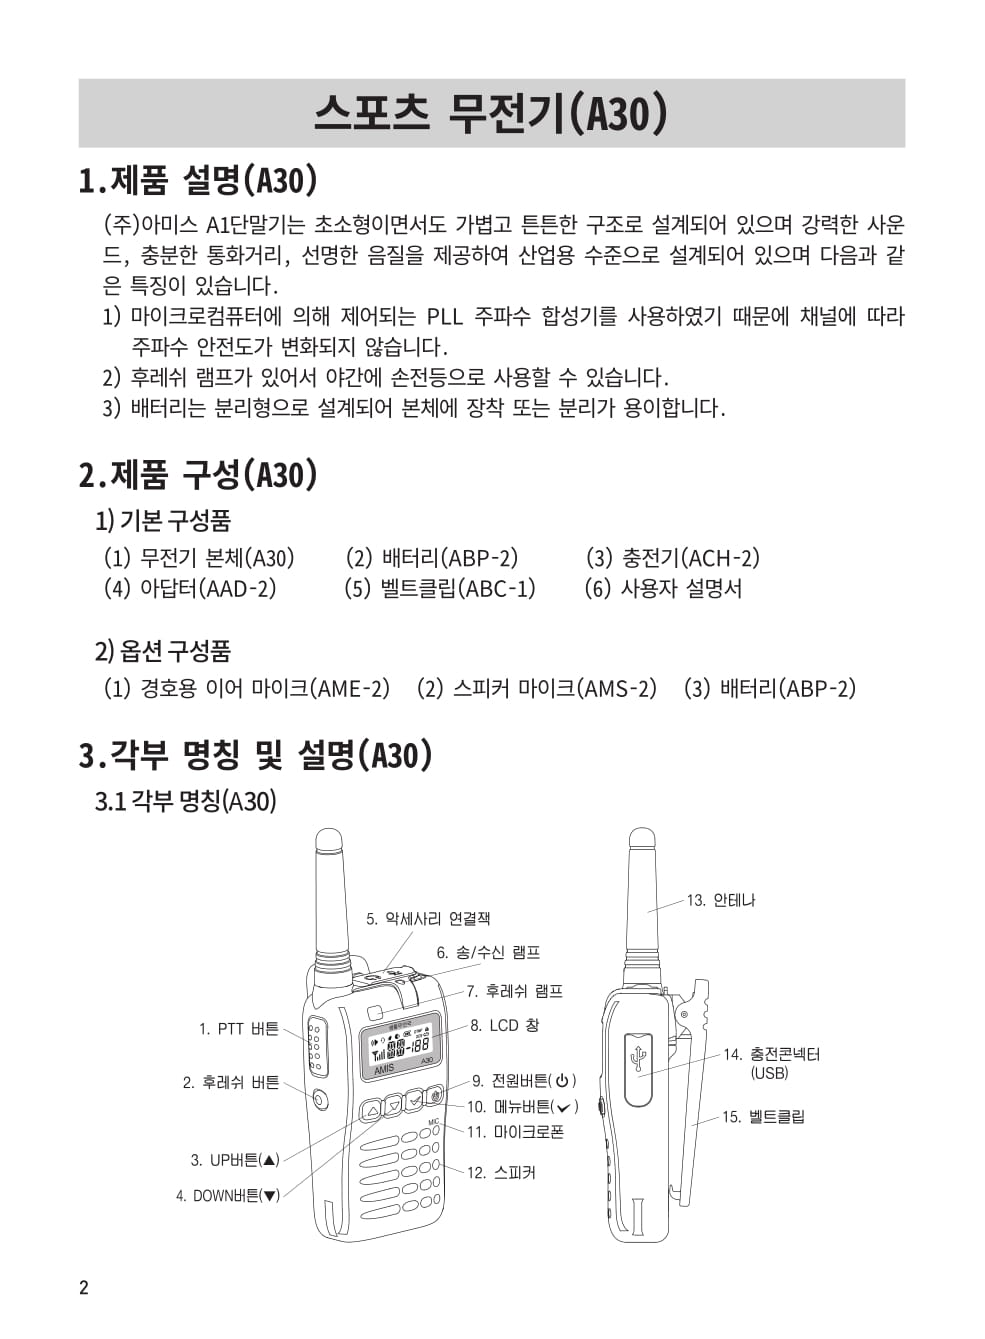 스포츠 무전기(A30)
1.제품 설명(A30)
(주)아미스 A1단말기는 초소형이면서도 가볍고 튼튼한 구조로 설계되어 있으며 강력한 사운
드, 충분한 통화거리, 선명한 음질을 제공하여 산업용 수준으로 설계되어 있으며 다음과 같
은 특징이 있습니다.
1) 마이크로컴퓨터에 의해 제어되는 PLL 주파수 합성기를 사용하였기 때문에 채널에 따라
주파수 안전도가 변화되지 않습니다.
2) 후레쉬 램프가 있어서 야간에 손전등으로 사용할 수 있습니다.
3) 배터리는 분리형으로 설계되어 본체에 장착 또는 분리가 용이합니다.
2.제품 구성(A30)
1) 기본 구성품
(1) 무전기 본체(A30) (2) 배터리(ABP-2) (3) 충전기(ACH-2)
(4) 아답터(AAD-2) (5) 벨트클립(ABC-1) (6) 사용자 설명서
2) 옵션 구성품
(1) 경호용 이어 마이크(AME-2) (2) 스피커 마이크(AMS-2) (3) 배터리(ABP-2)
3.각부 명칭 및 설명(A30)
3.1 각부 명칭(A30)
5. 악세사리 연결잭
6. 송/수신 램프
7. 후레쉬 램프
8. LCD 창
1. PTT 버튼
2. 후레쉬 버튼
3. UP버튼(▲)
4. DOWN버튼(▼)
9. 전원버튼(⏻)
10. 메뉴버튼(✓)
11. 마이크로폰
12. 스피커
AMIS
A30
MIC
13. 안테나
14. 충전콘넥터
(USB)
15. 벨트클립
2